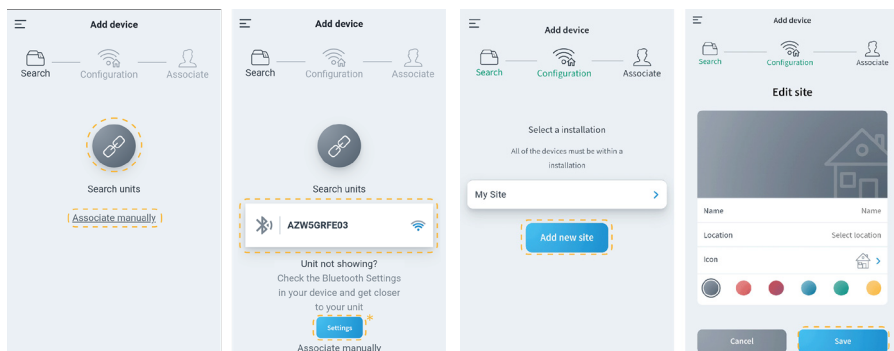 Add device
Search
Configuration
Associate
Search units
Associate manually
Add device
Search
Configuration
Associate
Search units
AZW5GRFE03
Unit not showing?
Check the Bluetooth Settings
in your device and get closer
to your unit
Settings
*
Associate manually
Add device
Search
Configuration
Associate
Select a installation
All of the devices must be within a
installation
My Site
Add new site
Add device
Search
Configuration
Associate
Edit site
Name Name
Location Select location
Icon
Cancel
Save